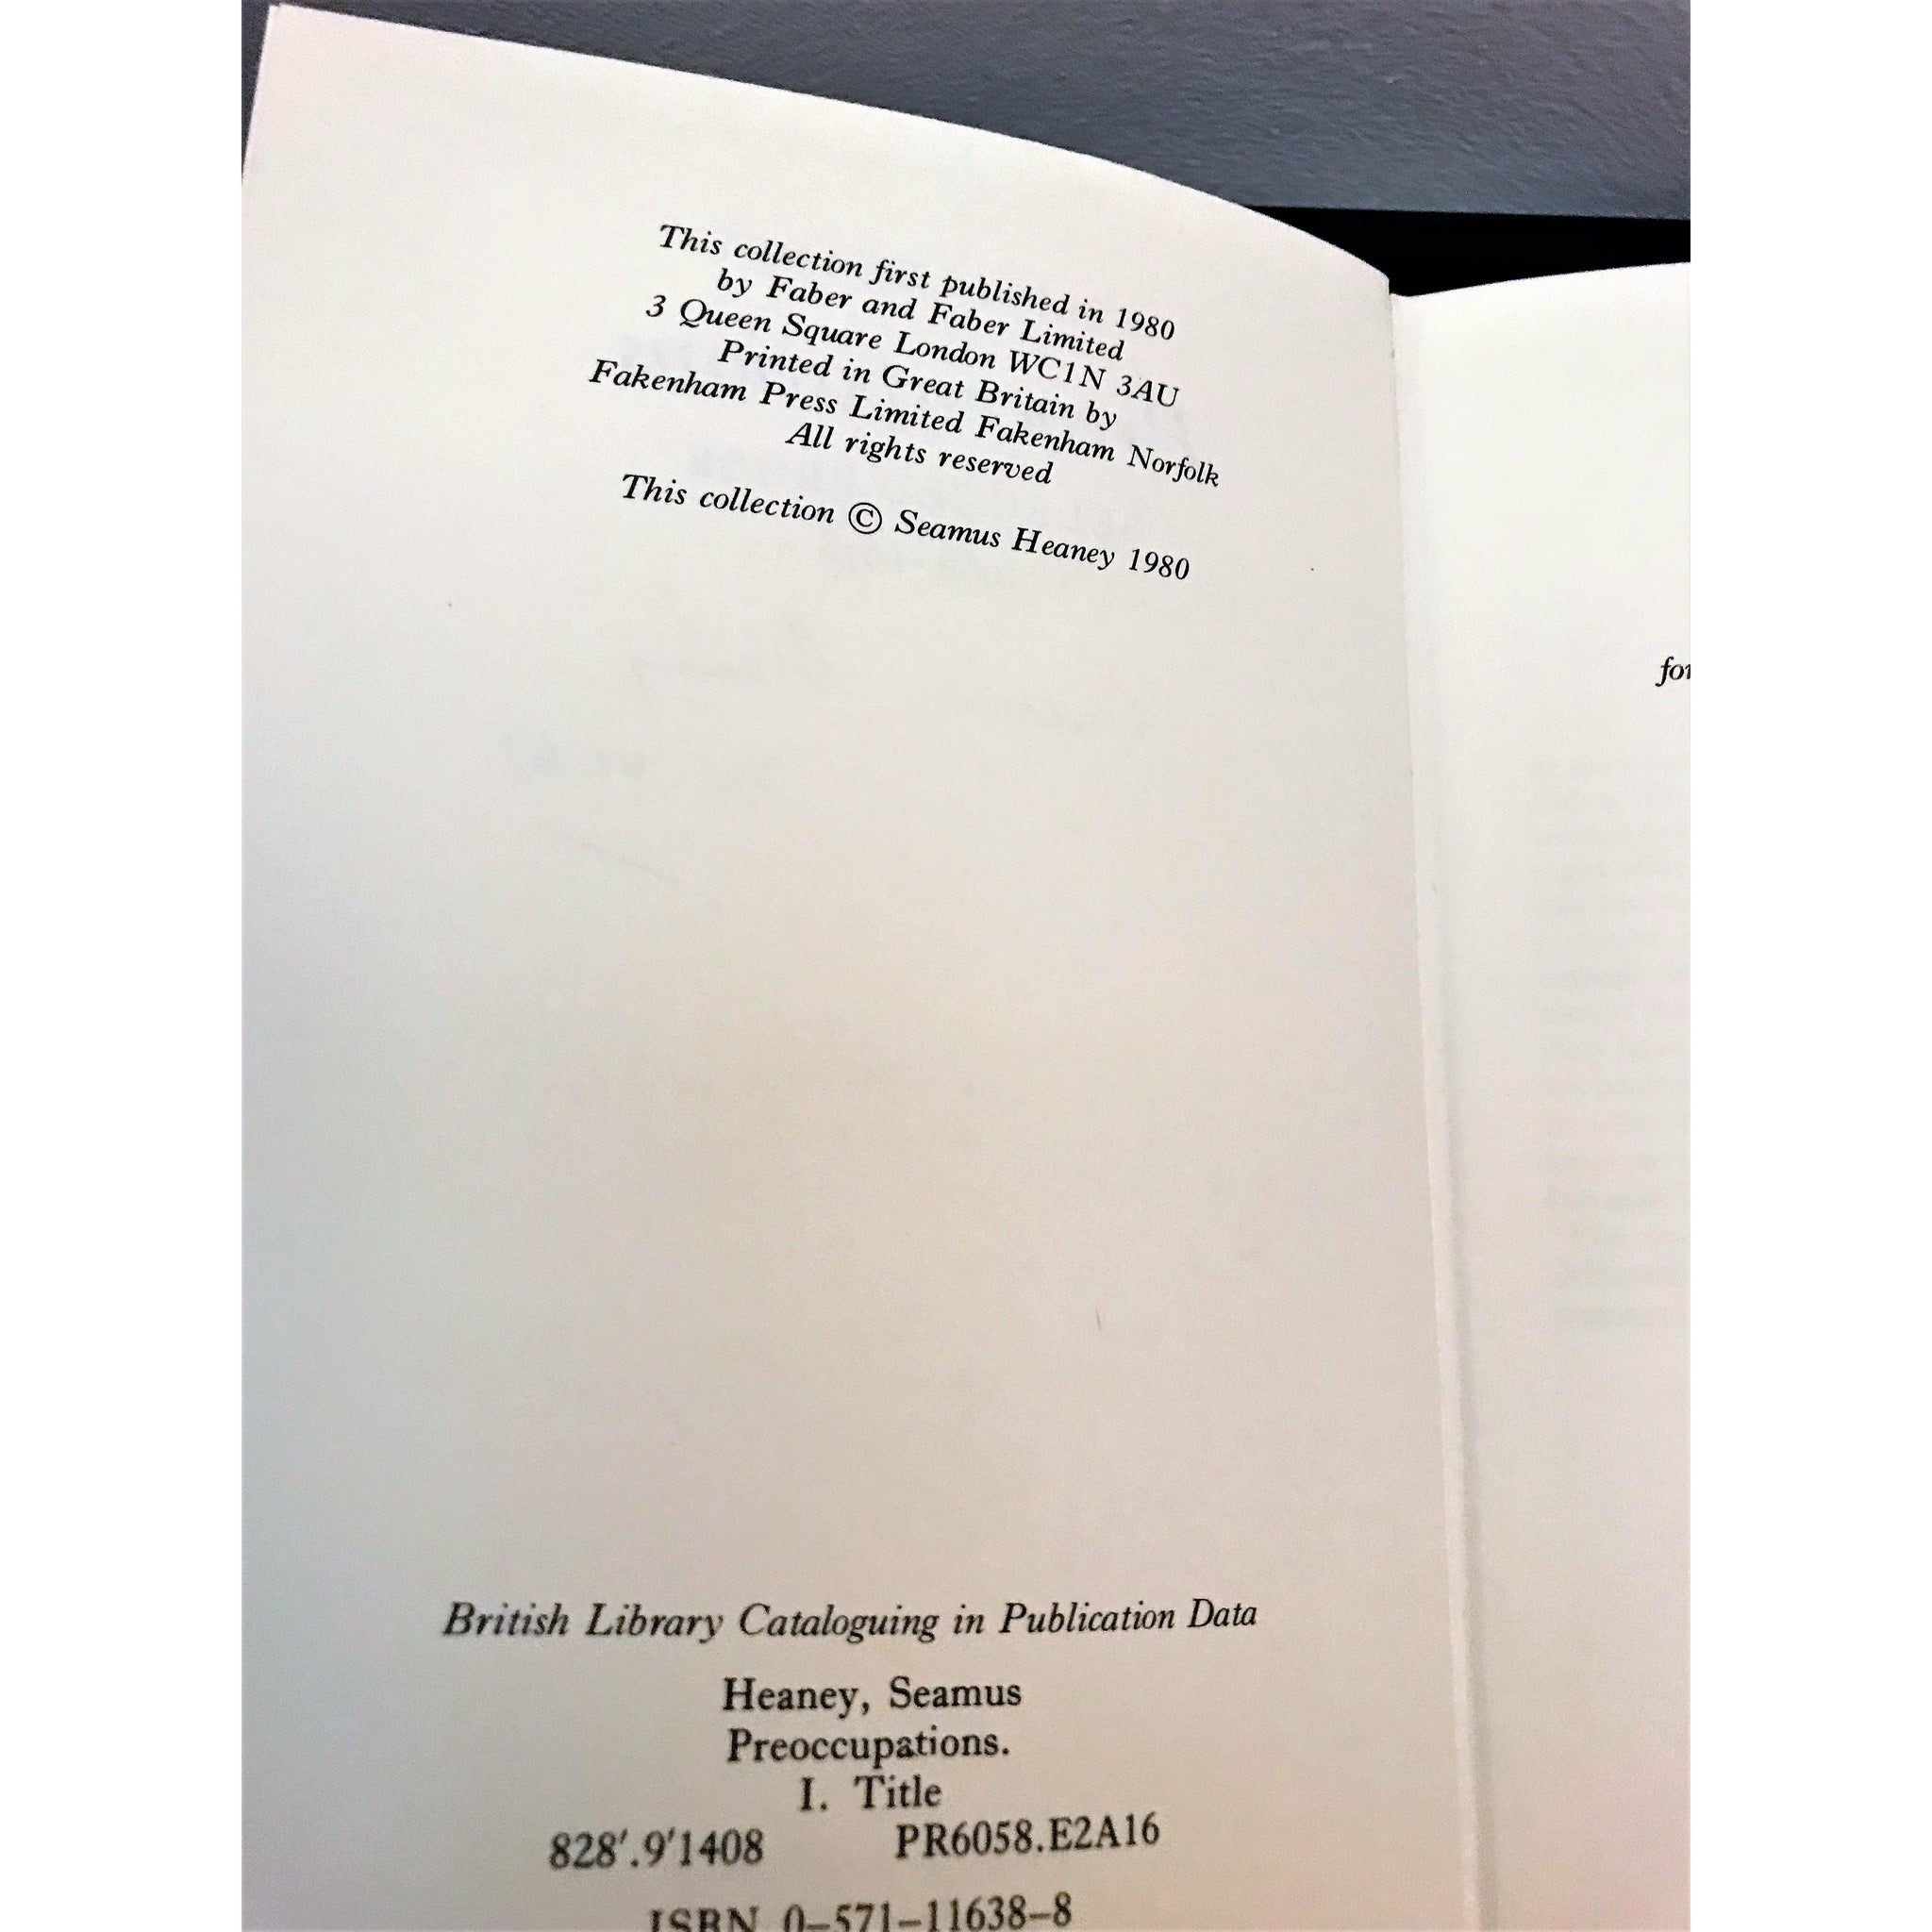 This collection first published in 1980
by Faber and Faber Limited
3 Queen Square London WC1N 3AU
Printed in Great Britain by
Fakenham Press Limited Fakenham Norfolk
All rights reserved
This collection © Seamus Heaney 1980
British Library Cataloguing in Publication Data
Heaney, Seamus
Preoccupations.
I. Title
828'.9'1408 PR6058.E2A16
ISBN 0–571–11638–8